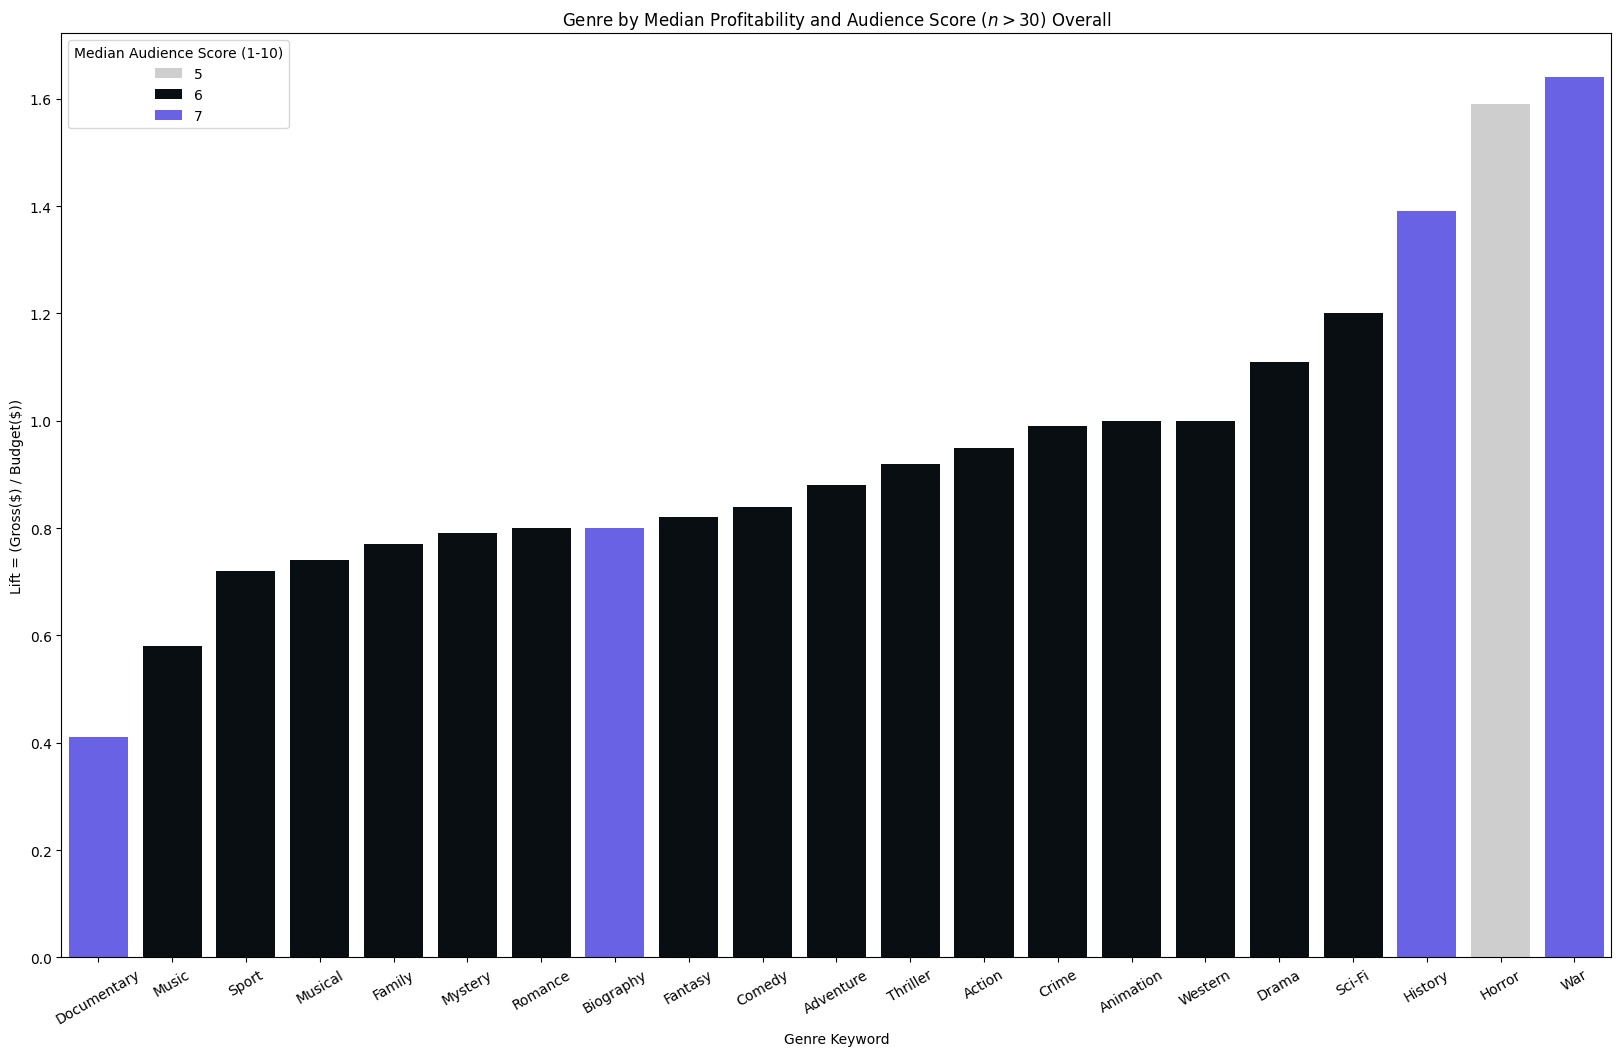 Genre by Median Profitability and Audience Score (n > 30) Overall
Median Audience Score (1-10)
5
6
7
Lift = (Gross($) / Budget($))
1.6
1.4
1.2
1.0
0.8
0.6
0.4
0.2
0.0
Documentary
Music
Sport
Musical
Family
Mystery
Romance
Biography
Fantasy
Comedy
Adventure
Thriller
Action
Crime
Animation
Western
Drama
Sci-Fi
History
Horror
War
Genre Keyword